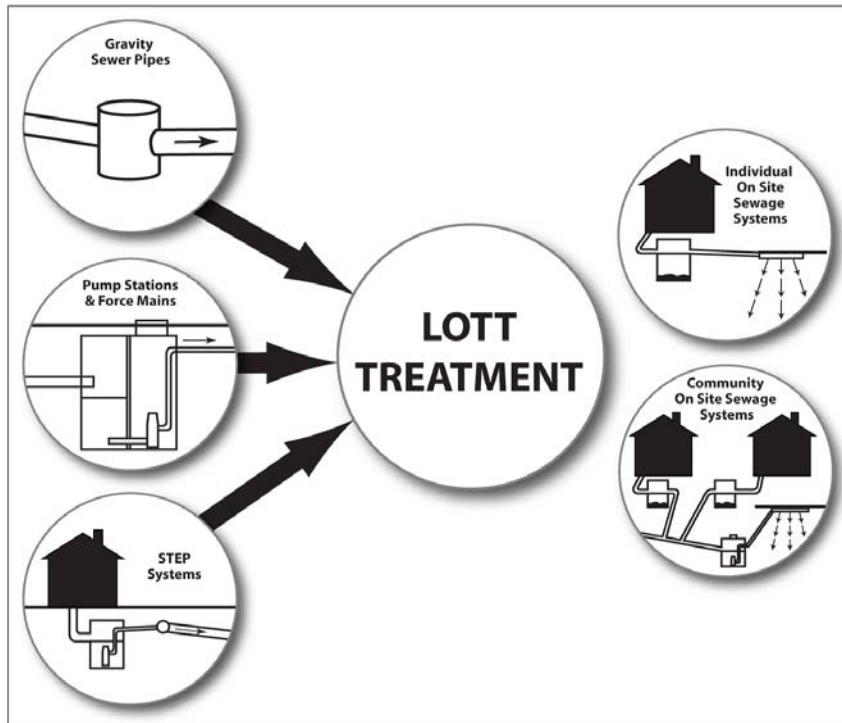 Gravity
Sewer Pipes
Pump Stations
& Force Mains
STEP
Systems
LOTT
TREATMENT
Individual
On Site
Sewage
Systems
Community
On Site Sewage
Systems